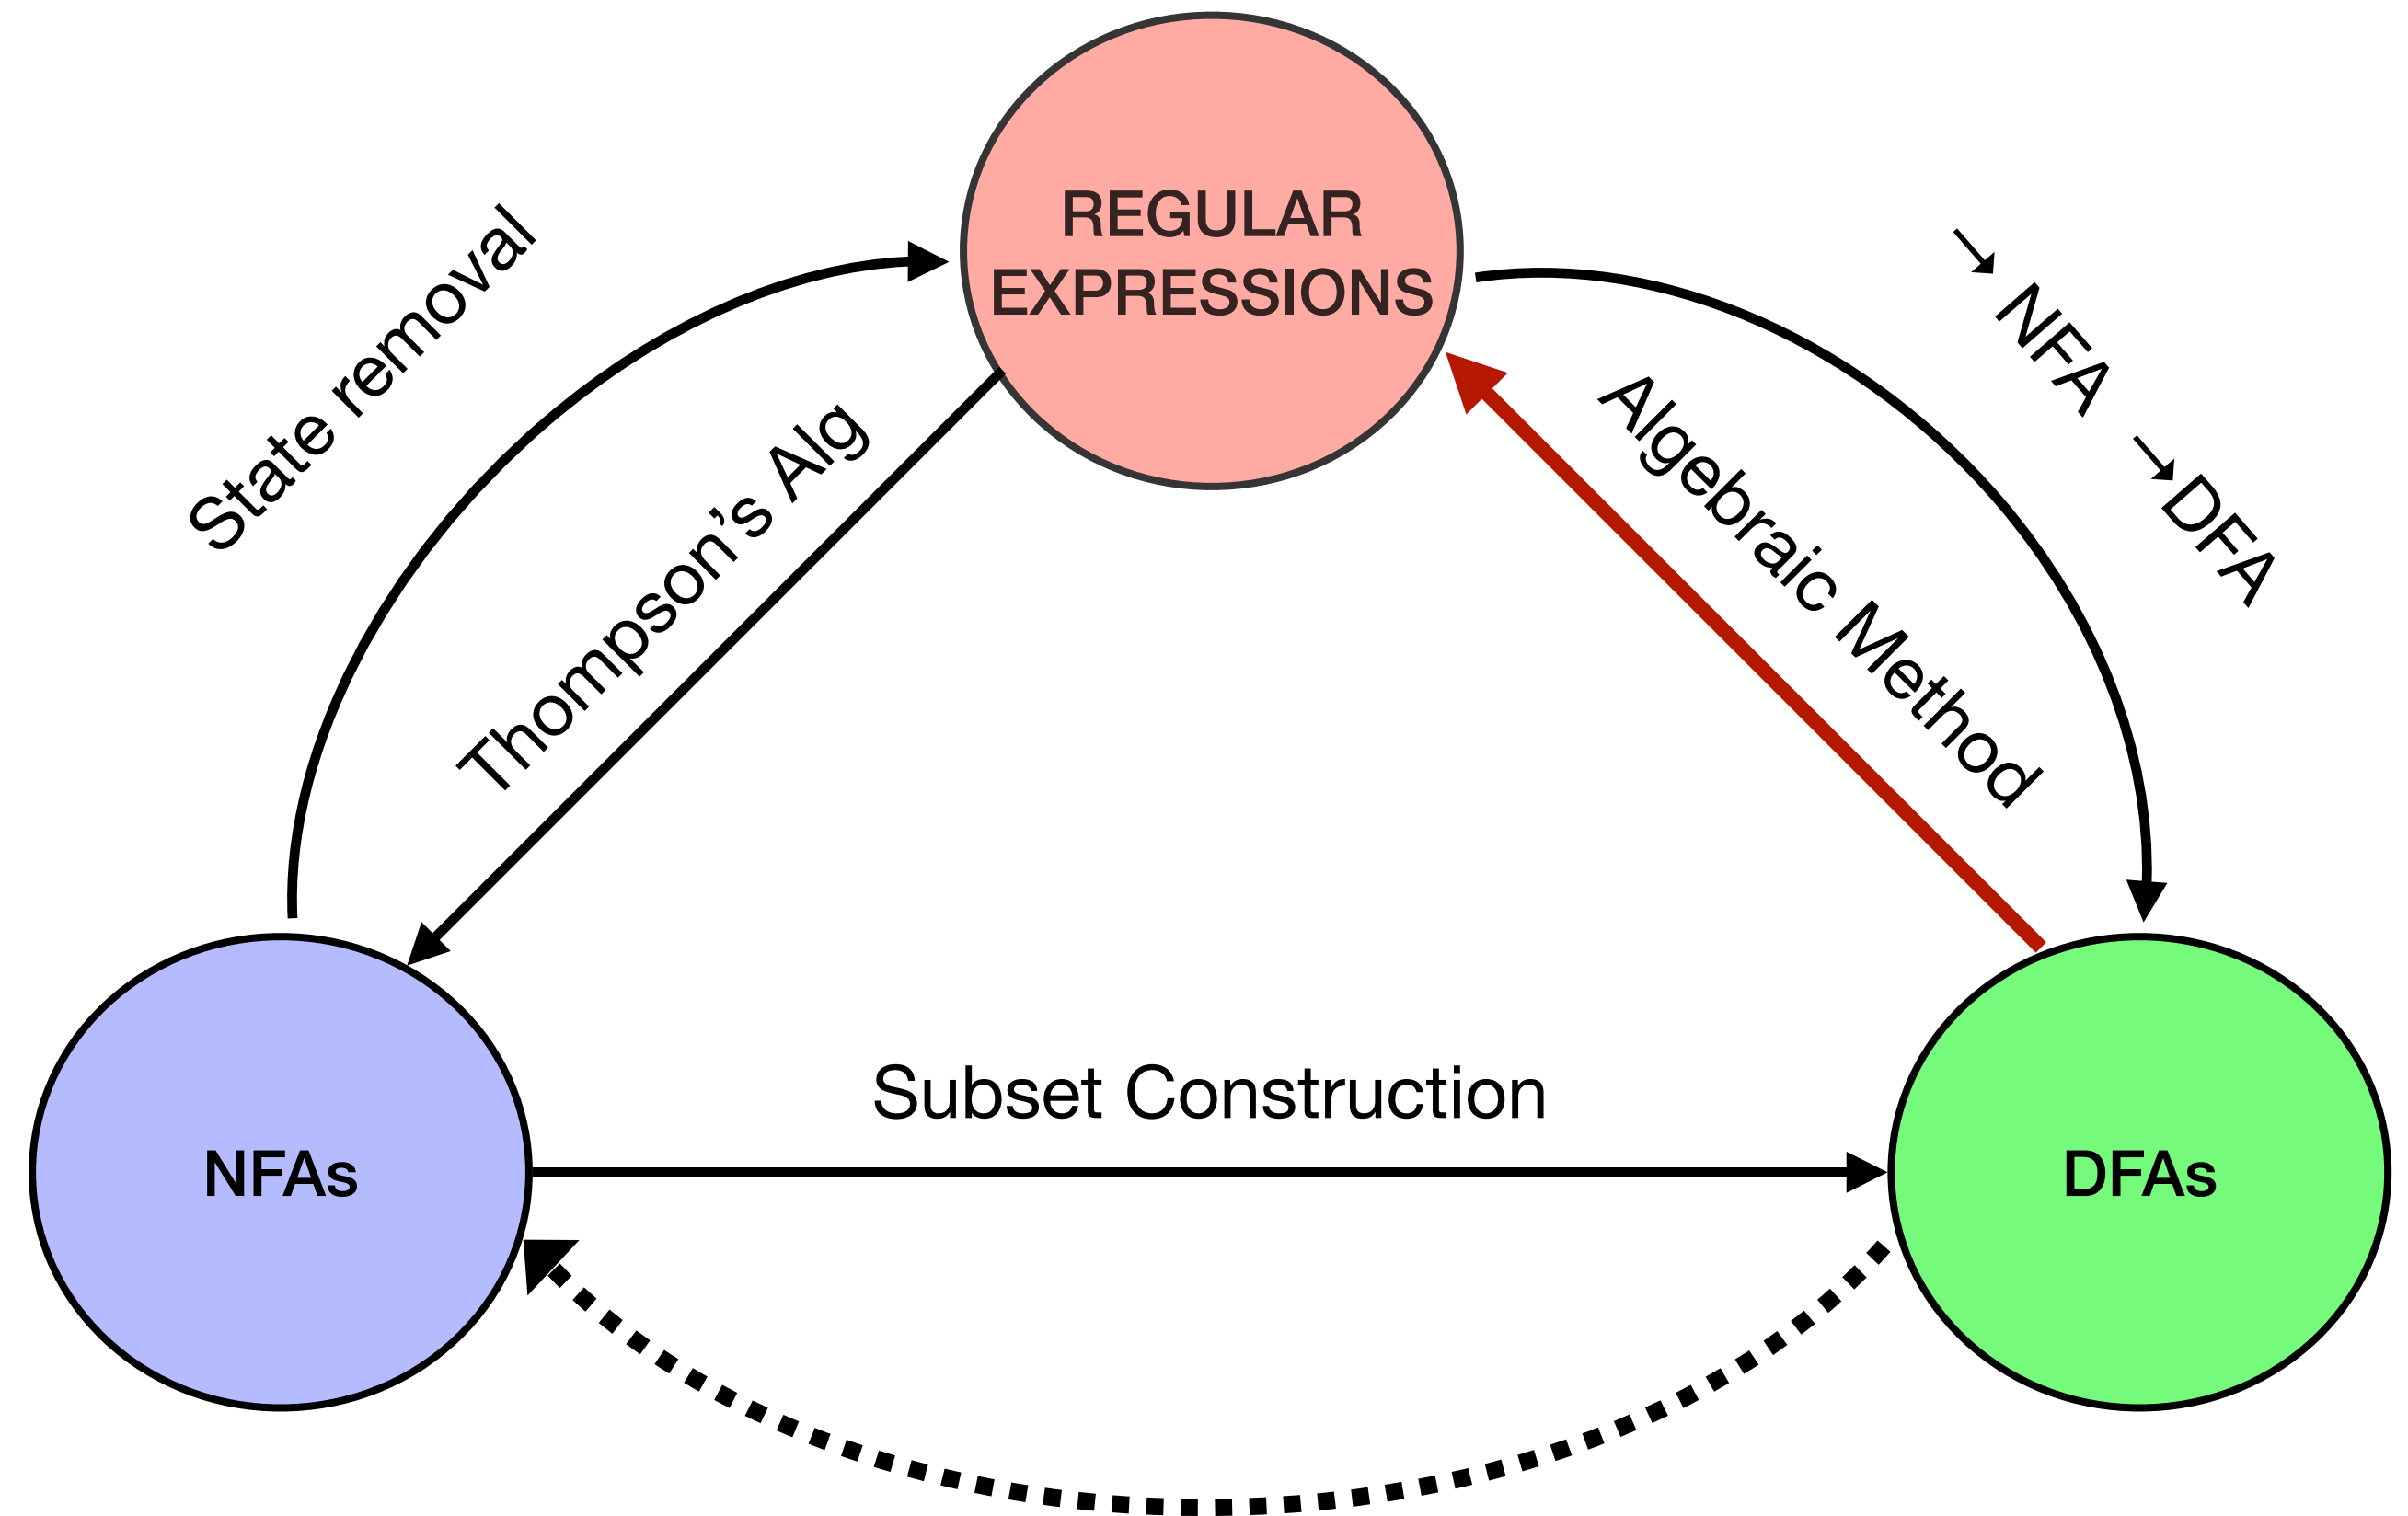 REGULAR
EXPRESSIONS
State removal
Thompson's Alg
→ NFA →DFA
Algebraic Method
Subset Construction
NFAs
DFAs